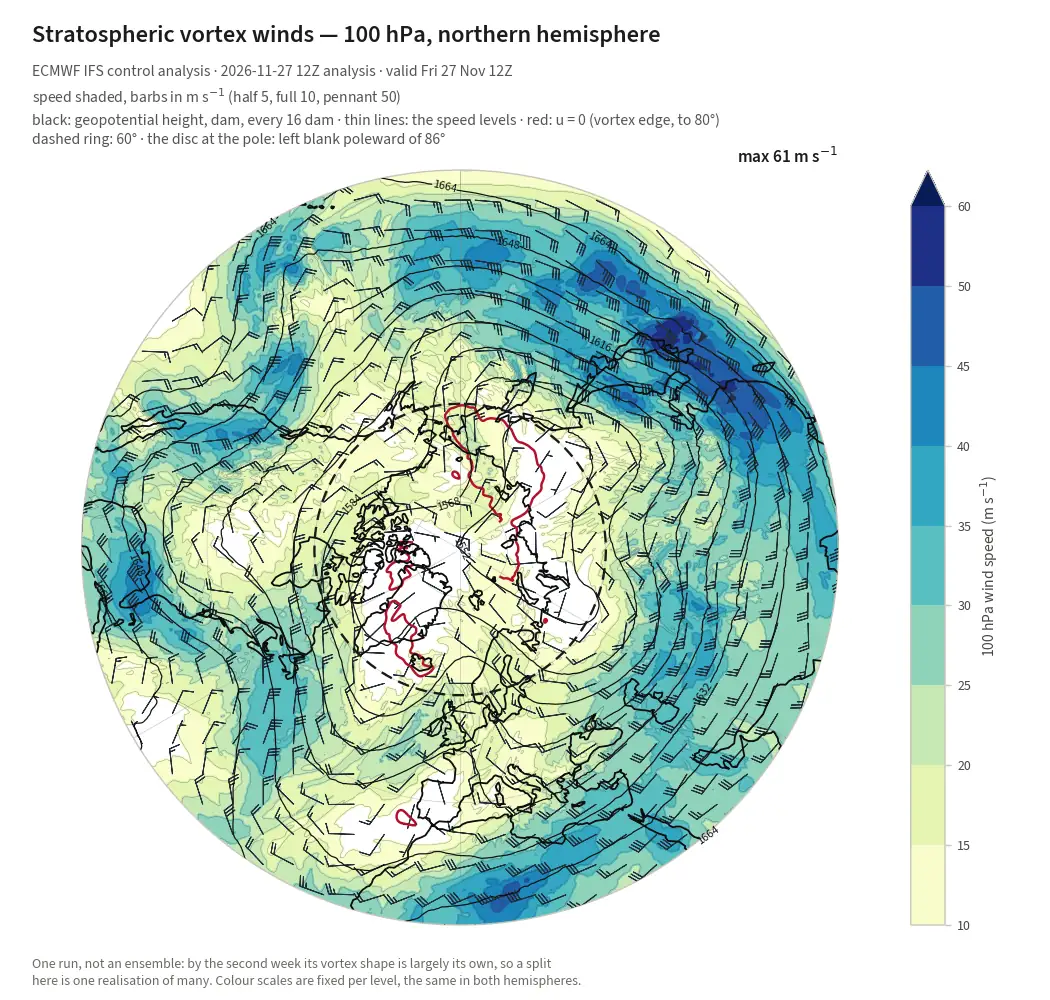 Stratospheric vortex winds — 100 hPa, northern hemisphere
ECMWF IFS control analysis · 2026-11-27 12Z analysis · valid Fri 27 Nov 12Z
speed shaded, barbs in m s⁻¹ (half 5, full 10, pennant 50)
black: geopotential height, dam, every 16 dam · thin lines: the speed levels · red: u = 0 (vortex edge, to 80°)
dashed ring: 60° · the disc at the pole: left blank poleward of 86°
max 61 m s⁻¹
1664
1664
1648
1664
1616
1568
1632
1664
60
50
45
40
35
30
25
20
15
10
100 hPa wind speed (m s⁻¹)
One run, not an ensemble: by the second week its vortex shape is largely its own, so a split
here is one realisation of many. Colour scales are fixed per level, the same in both hemispheres.